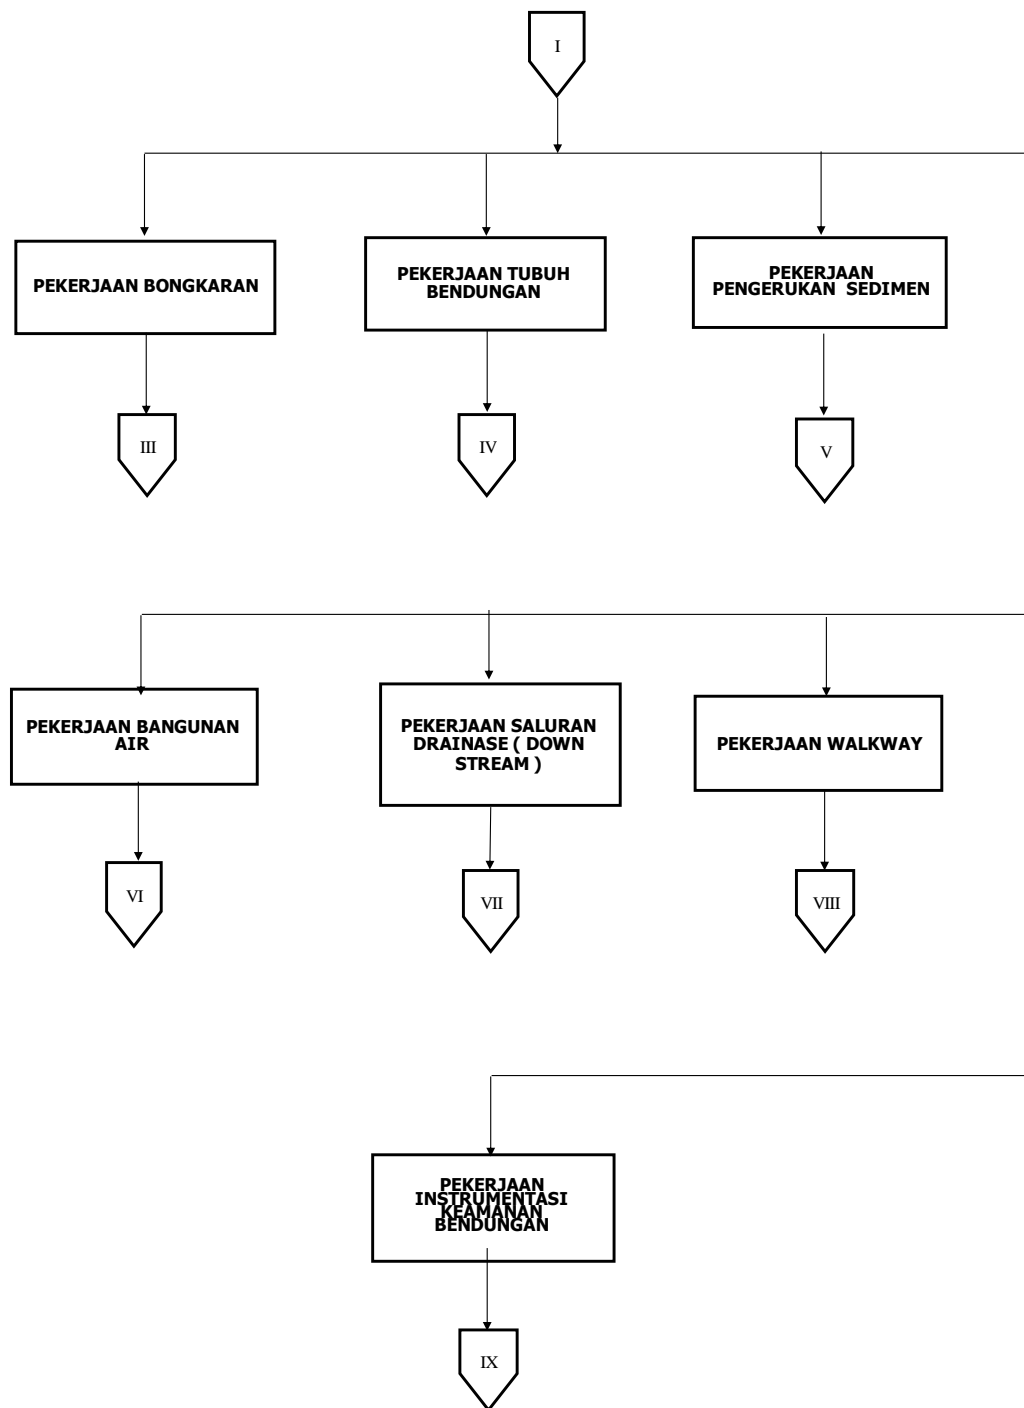 I
PEKERJAAN BONGKARAN
PEKERJAAN TUBUH
BENDUNGAN
PEKERJAAN
PENGERUKAN SEDIMEN
III
IV
V
PEKERJAAN BANGUNAN
AIR
PEKERJAAN SALURAN
DRAINASE ( DOWN
STREAM )
PEKERJAAN WALKWAY
VI
VII
VIII
PEKERJAAN
INSTRUMENTASI
KEAMANAN
BENDUNGAN
IX